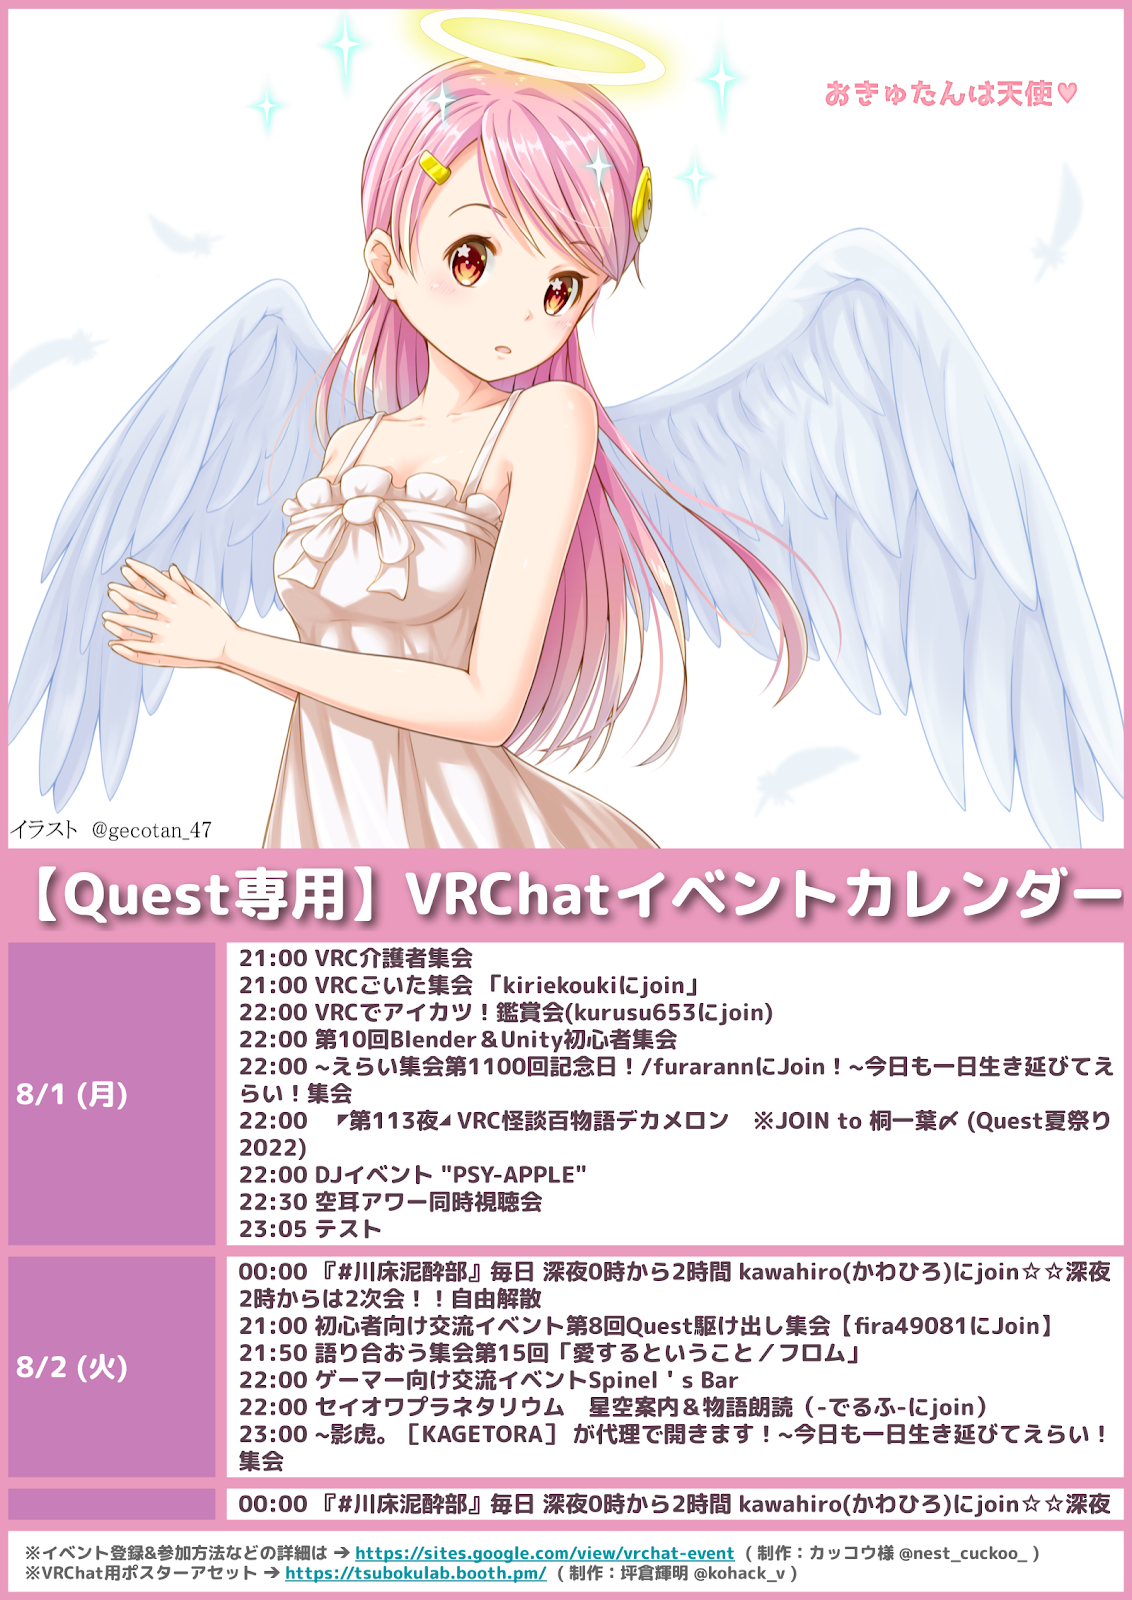 おきゅたんは天使♥
イラスト @gecotan_47
【Quest専用】VRChatイベントカレンダー
8/1 (月)
21:00 VRC介護者集会
21:00 VRCごいた集会 「kiriekoukiにjoin」
22:00 VRCでアイカツ！鑑賞会(kurusu653にjoin)
22:00 第10回Blender＆Unity初心者集会
22:00 ~えらい集会第1100回記念日！/furarannにJoin！~今日も一日生き延びてえ
らい！集会
22:00 　◤第113夜◢ VRC怪談百物語デカメロン　※JOIN to 桐一葉〆 (Quest夏祭り
2022)
22:00 DJイベント "PSY-APPLE"
22:30 空耳アワー同時視聴会
23:05 テスト
8/2 (火)
00:00 『#川床泥酔部』毎日 深夜0時から2時間 kawahiro(かわひろ)にjoin☆☆深夜
2時からは2次会！！自由解散
21:00 初心者向け交流イベント第8回Quest駆け出し集会【fira49081にJoin】
21:50 語り合おう集会第15回「愛するということ／フロム」
22:00 ゲーマー向け交流イベントSpinel＇s Bar
22:00 セイオワプラネタリウム　星空案内＆物語朗読（-でるふ-にjoin）
23:00 ~影虎。［KAGETORA］ が代理で開きます！~今日も一日生き延びてえらい！
集会
00:00 『#川床泥酔部』毎日 深夜0時から2時間 kawahiro(かわひろ)にjoin☆☆深夜
※イベント登録&参加方法などの詳細は → https://sites.google.com/view/vrchat-event （ 制作：カッコウ様 @nest_cuckoo_ ）
※VRChat用ポスターアセット → https://tsubokulab.booth.pm/ （ 制作：坪倉輝明 @kohack_v ）